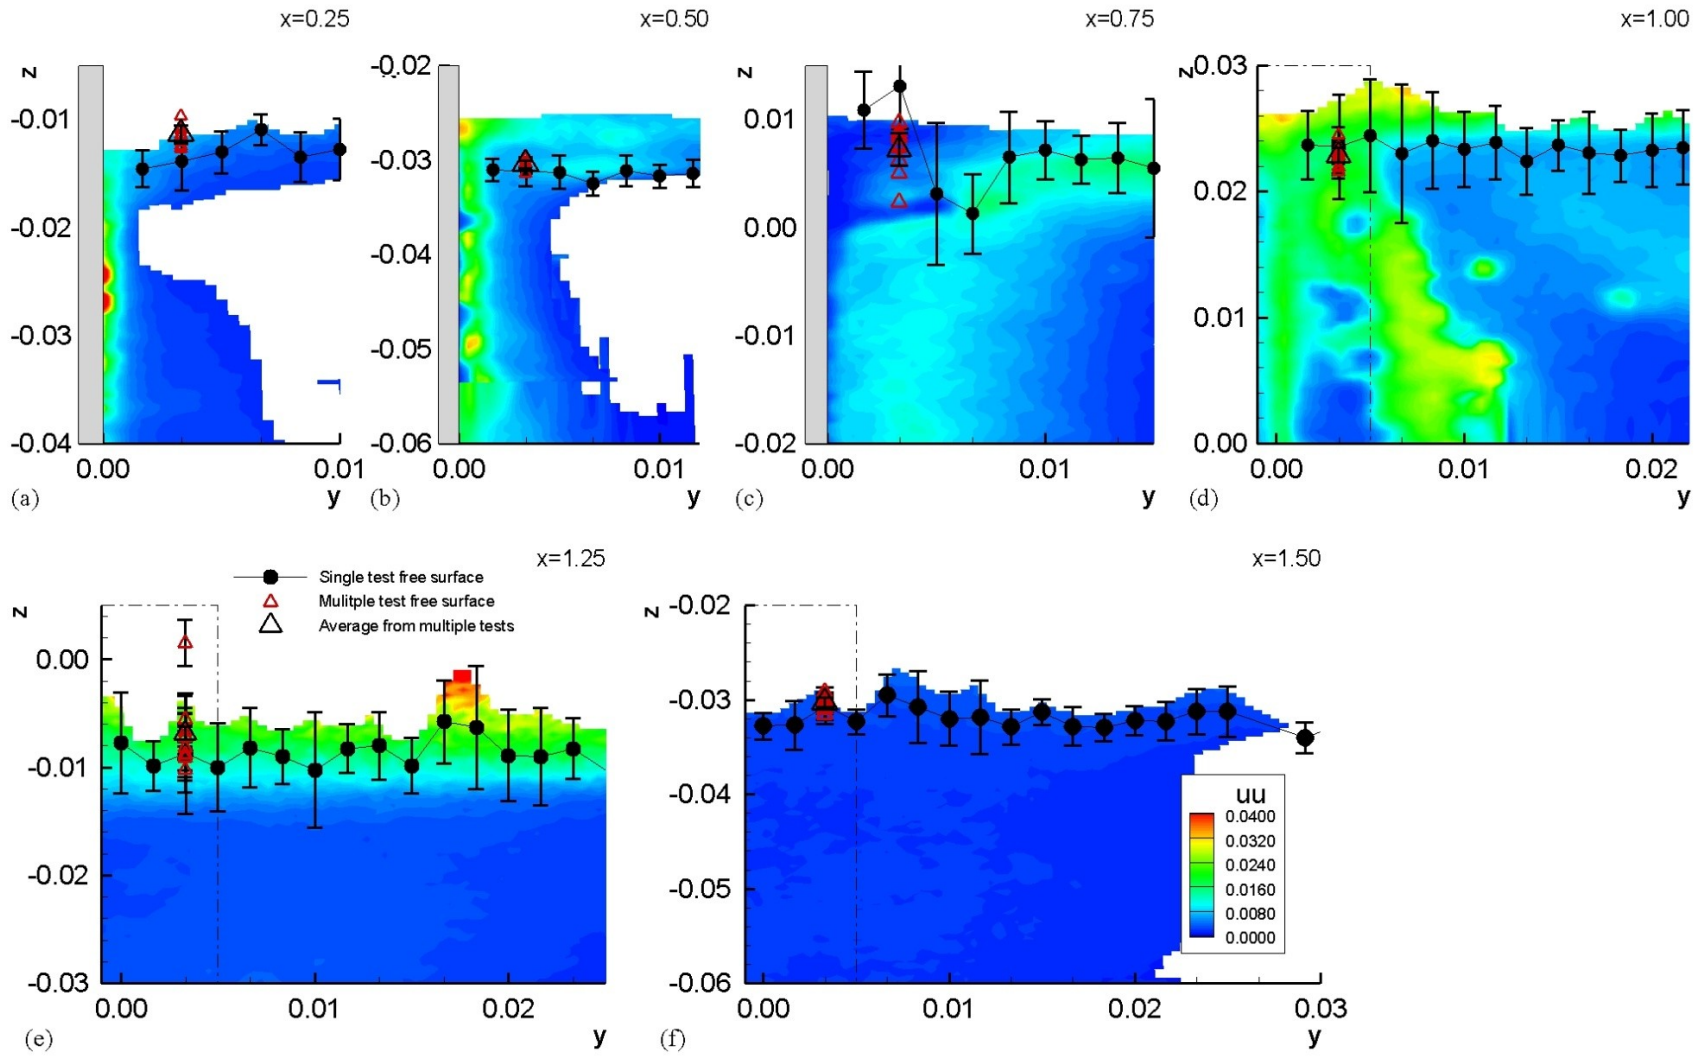 x=0.25
x=0.50
x=0.75
x=1.00
z
-0.01
-0.02
-0.03
-0.04
0.00
0.01
y
(a)
-0.02
-0.03
-0.04
-0.05
-0.06
0.00
0.01
y
(b)
z
0.01
0.00
-0.01
-0.02
0.00
0.01
y
(c)
z
0.03
0.02
0.01
0.00
0.00
0.01
0.02
y
(d)
x=1.25
Single test free surface
Mulitple test free surface
Average from multiple tests
z
0.00
-0.01
-0.02
-0.03
0.00
0.01
0.02
y
(e)
x=1.50
z
-0.02
-0.03
-0.04
-0.05
-0.06
0.00
0.01
0.02
0.03
y
(f)
uu
0.0400
0.0320
0.0240
0.0160
0.0080
0.0000